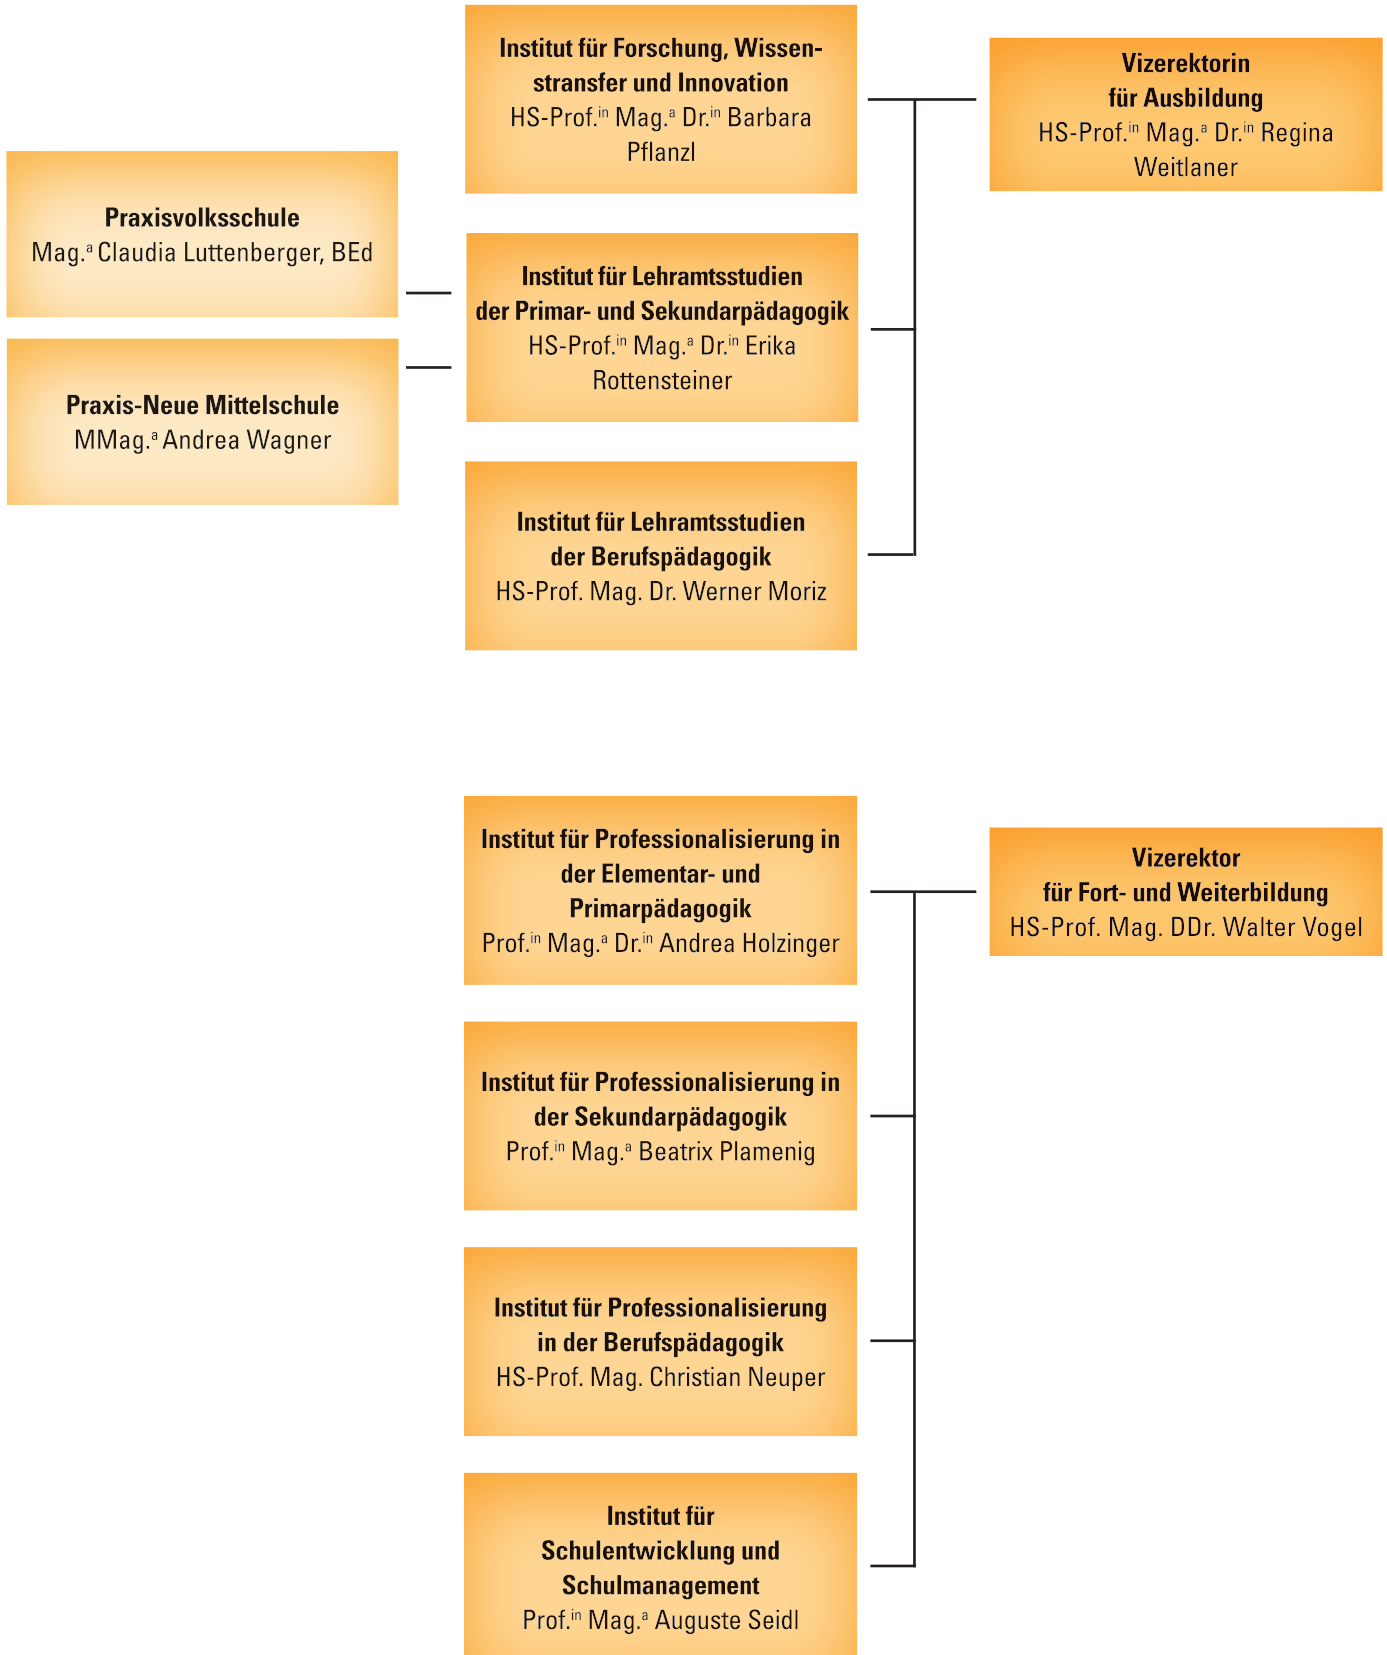 Institut für Forschung, Wissen-
stransfer und Innovation
HS-Prof.ⁱⁿ Mag.ᵃ Dr.ⁱⁿ Barbara
Pflanzl
Vizerektorin
für Ausbildung
HS-Prof.ⁱⁿ Mag.ᵃ Dr.ⁱⁿ Regina
Weitlaner
Praxisvolksschule
Mag.ᵃ Claudia Luttenberger, BEd
Institut für Lehramtsstudien
der Primar- und Sekundarpädagogik
HS-Prof.ⁱⁿ Mag.ᵃ Dr.ⁱⁿ Erika
Rottensteiner
Praxis-Neue Mittelschule
MMag.ᵃ Andrea Wagner
Institut für Lehramtsstudien
der Berufspädagogik
HS-Prof. Mag. Dr. Werner Moriz
Institut für Professionalisierung in
der Elementar- und
Primarpädagogik
Prof.ⁱⁿ Mag.ᵃ Dr.ⁱⁿ Andrea Holzinger
Vizerektor
für Fort- und Weiterbildung
HS-Prof. Mag. DDr. Walter Vogel
Institut für Professionalisierung in
der Sekundarpädagogik
Prof.ⁱⁿ Mag.ᵃ Beatrix Plamenig
Institut für Professionalisierung
in der Berufspädagogik
HS-Prof. Mag. Christian Neuper
Institut für
Schulentwicklung und
Schulmanagement
Prof.ⁱⁿ Mag.ᵃ Auguste Seidl